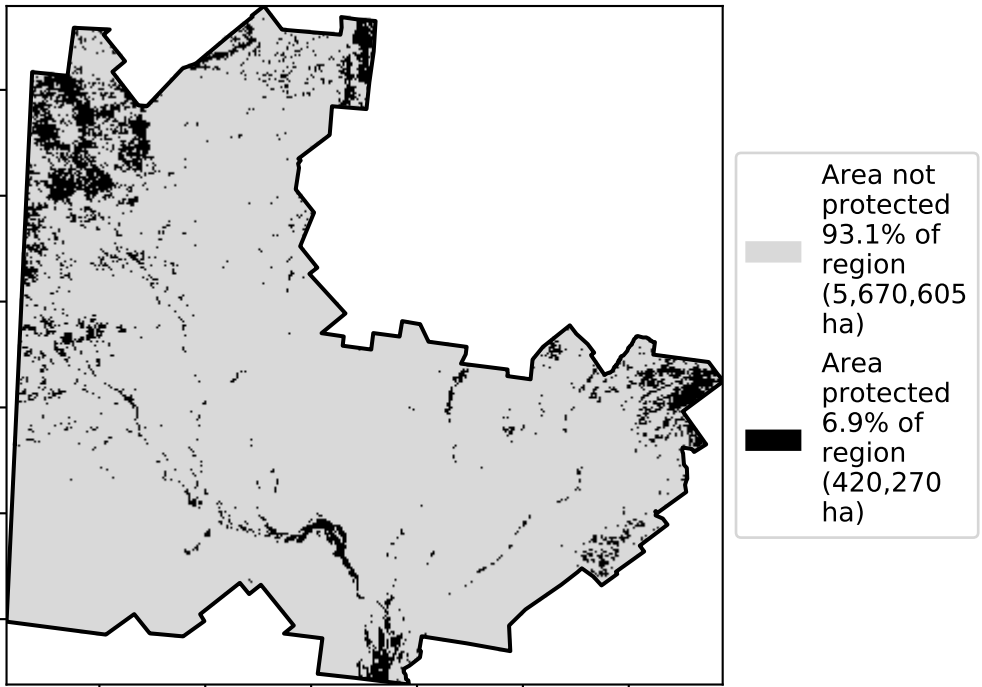 Area not
protected
93.1% of
region
(5,670,605
ha)
Area
protected
6.9% of
region
(420,270
ha)